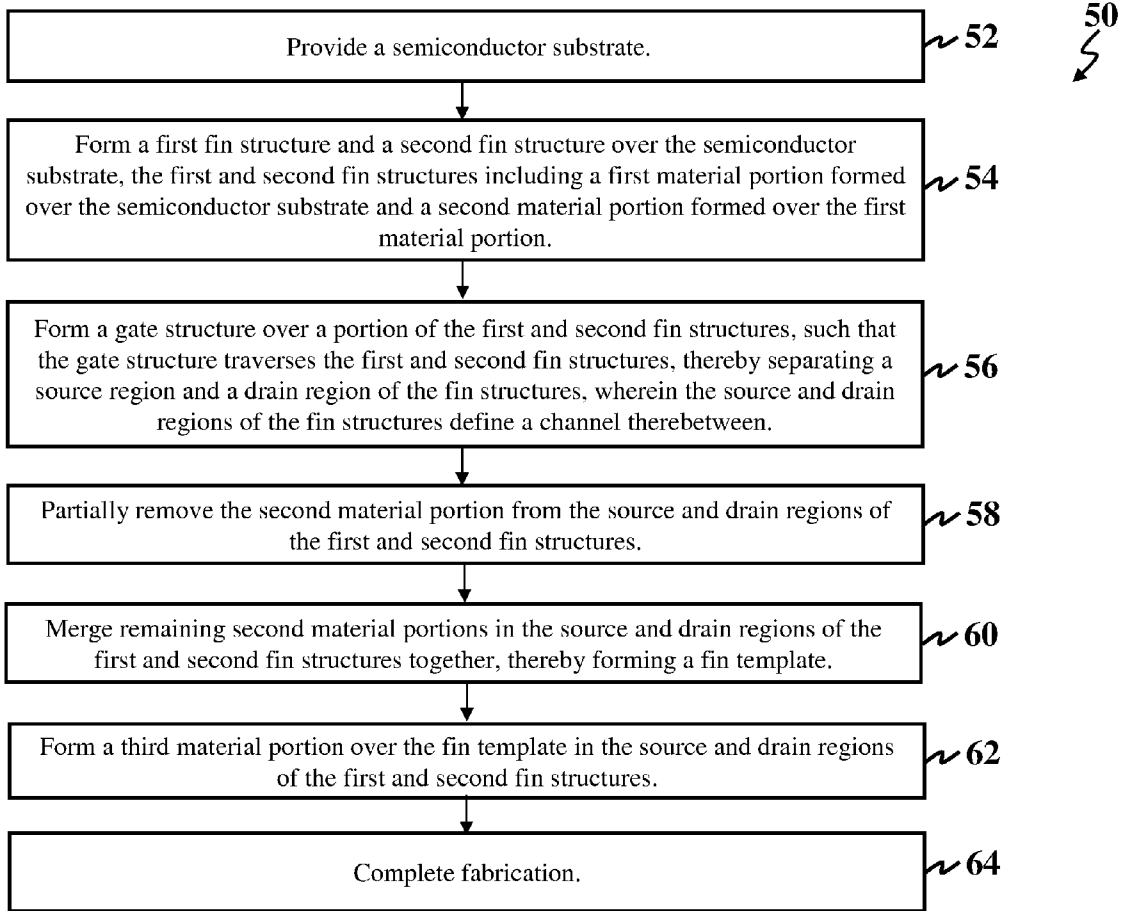 50
Provide a semiconductor substrate.
52
Form a first fin structure and a second fin structure over the semiconductor
substrate, the first and second fin structures including a first material portion formed
over the semiconductor substrate and a second material portion formed over the first
material portion.
54
Form a gate structure over a portion of the first and second fin structures, such that
the gate structure traverses the first and second fin structures, thereby separating a
source region and a drain region of the fin structures, wherein the source and drain
regions of the fin structures define a channel therebetween.
56
Partially remove the second material portion from the source and drain regions of
the first and second fin structures.
58
Merge remaining second material portions in the source and drain regions of the
first and second fin structures together, thereby forming a fin template.
60
Form a third material portion over the fin template in the source and drain regions
of the first and second fin structures.
62
Complete fabrication.
64